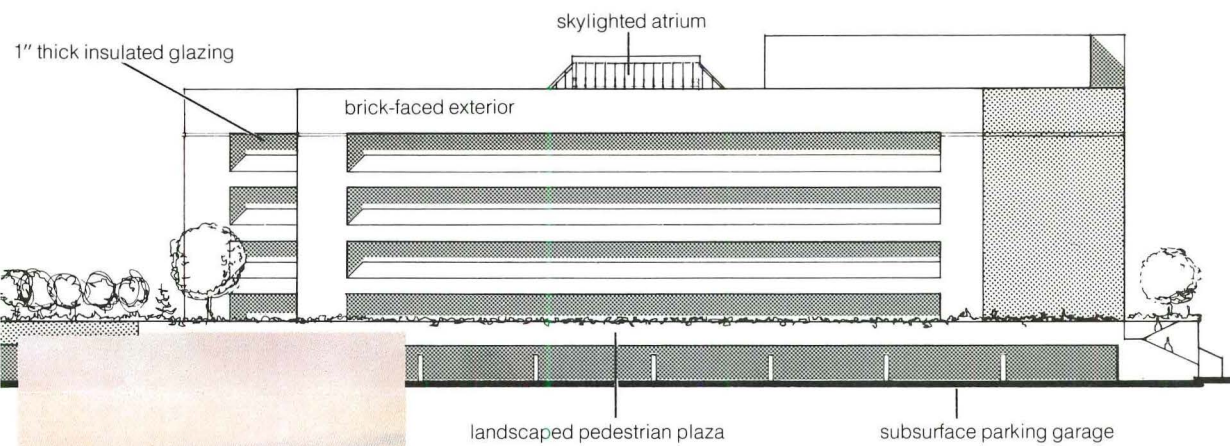 skylighted atrium
1" thick insulated glazing
brick-faced exterior
landscaped pedestrian plaza
subsurface parking garage